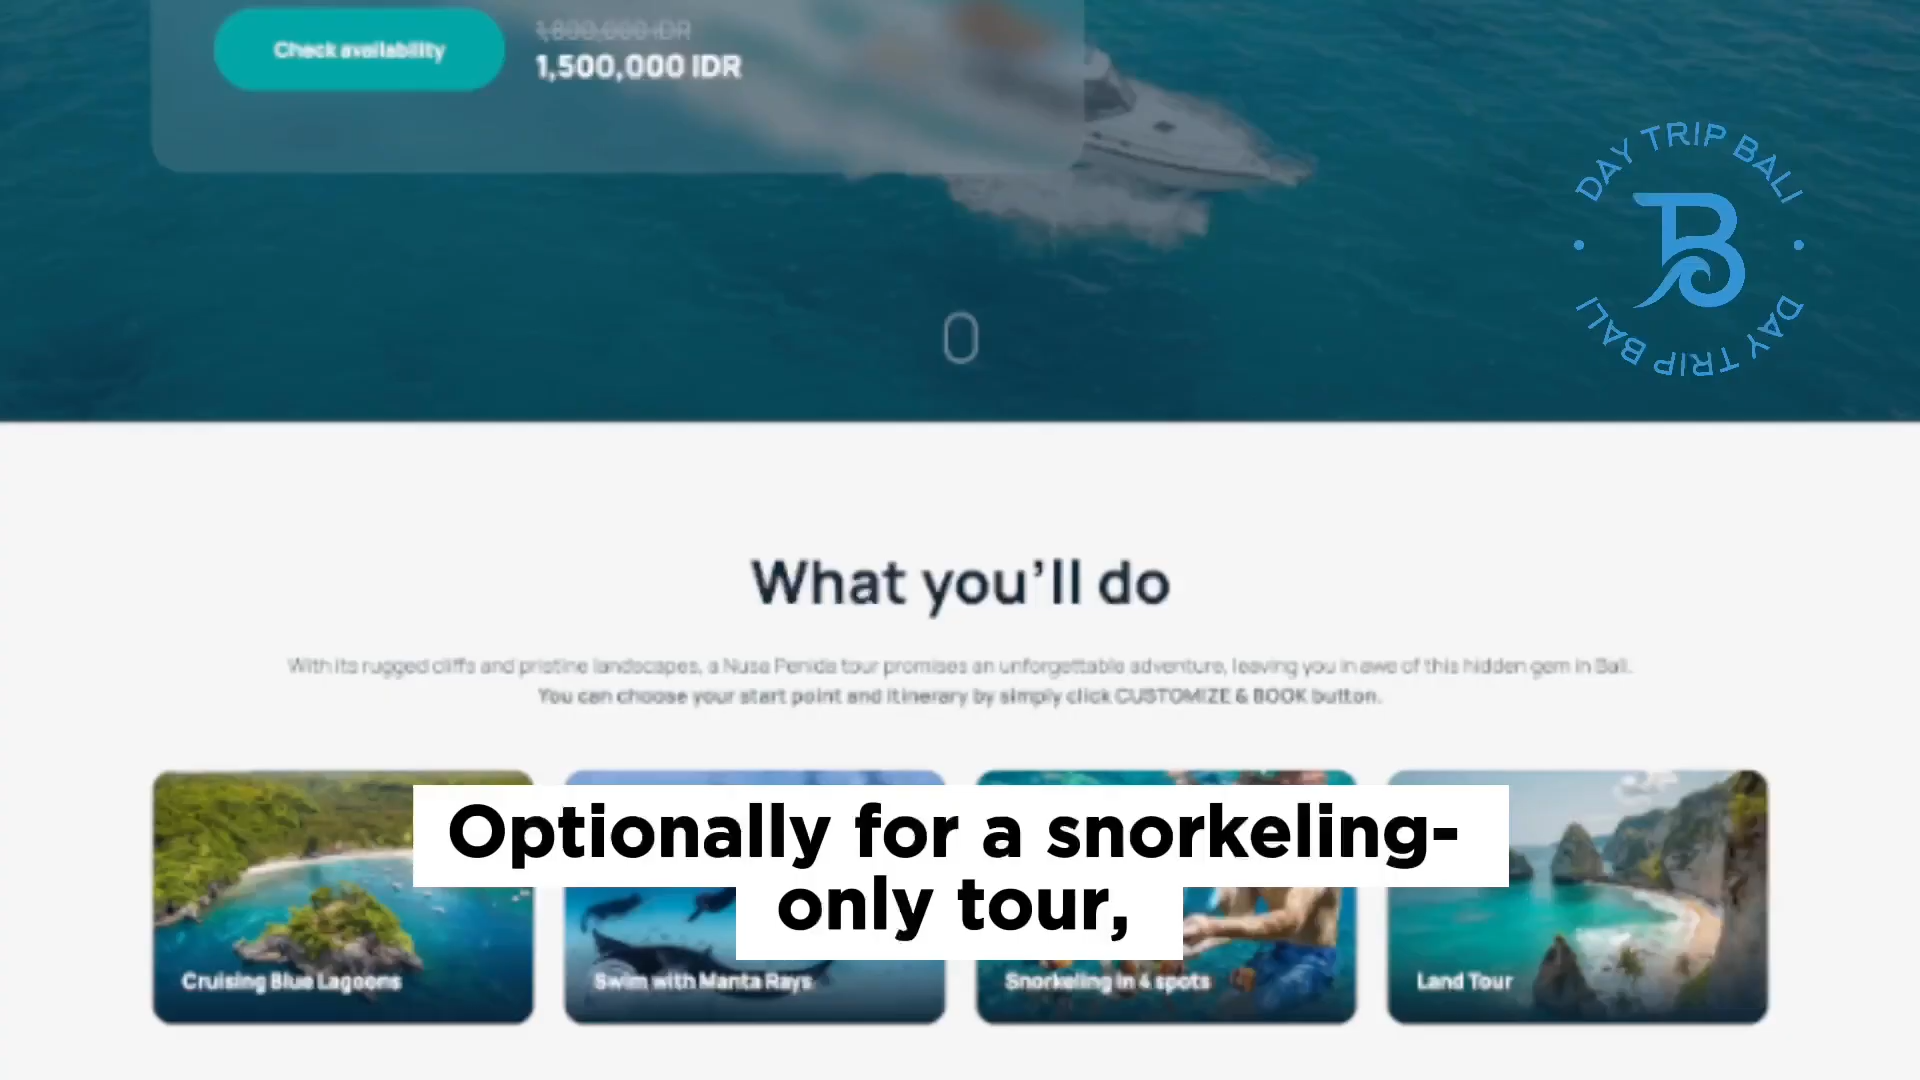 Check availability
1,800,000 IDR
1,500,000 IDR
DAY TRIP BALI
B
DAY TRIP BALI
What you'll do
With its rugged cliffs and pristine landscapes, a Nusa Penida tour promises an unforgettable adventure, leaving you in awe of this hidden gem in Bali.
You can choose your start point and itinerary by simply click CUSTOMIZE & BOOK button.
Optionally for a snorkeling-
only tour,
Cruising Blue Lagoons
Swim with Manta Rays
Snorkeling in 4 spots
Land Tour